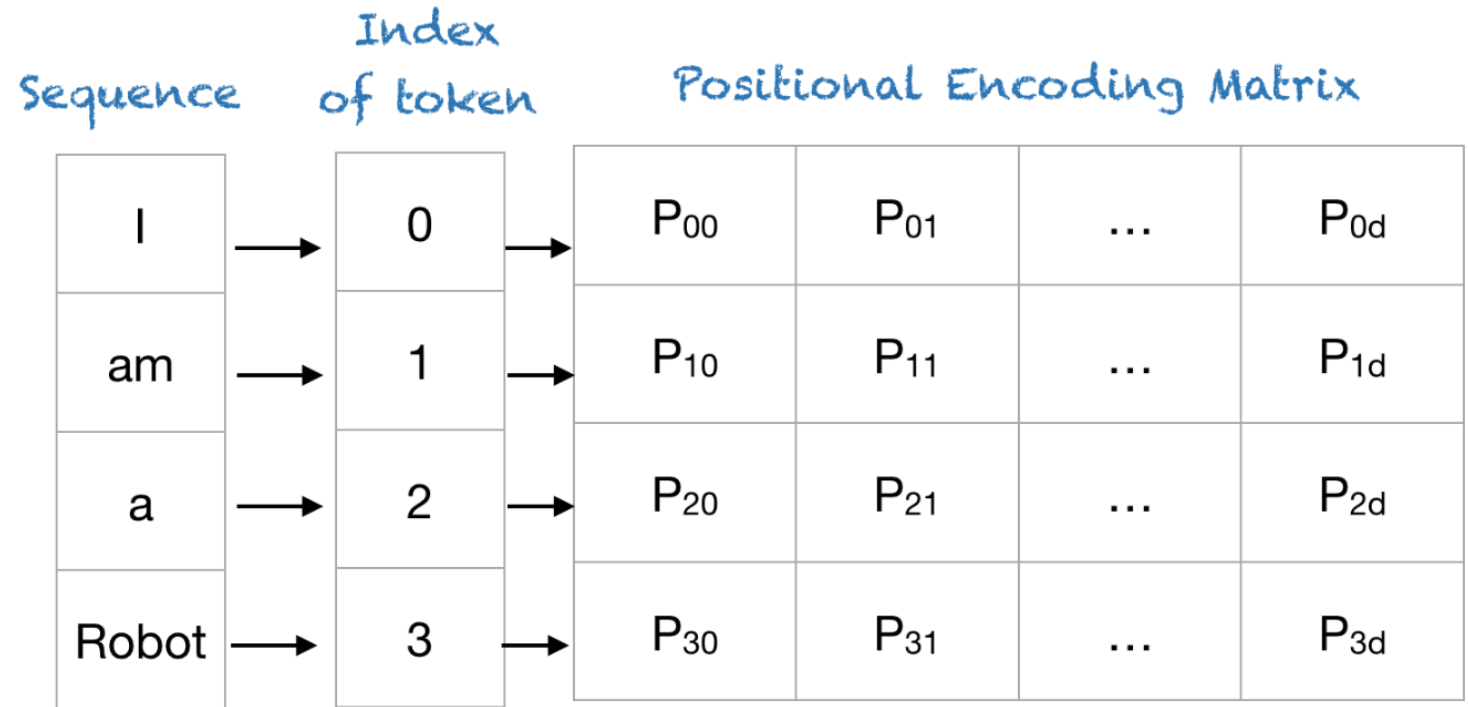 Sequence
Index
of token
Positional Encoding Matrix
I 0 P₀₀ P₀₁ ... P₀d
am 1 P₁₀ P₁₁ ... P₁d
a 2 P₂₀ P₂₁ ... P₂d
Robot 3 P₃₀ P₃₁ ... P₃d